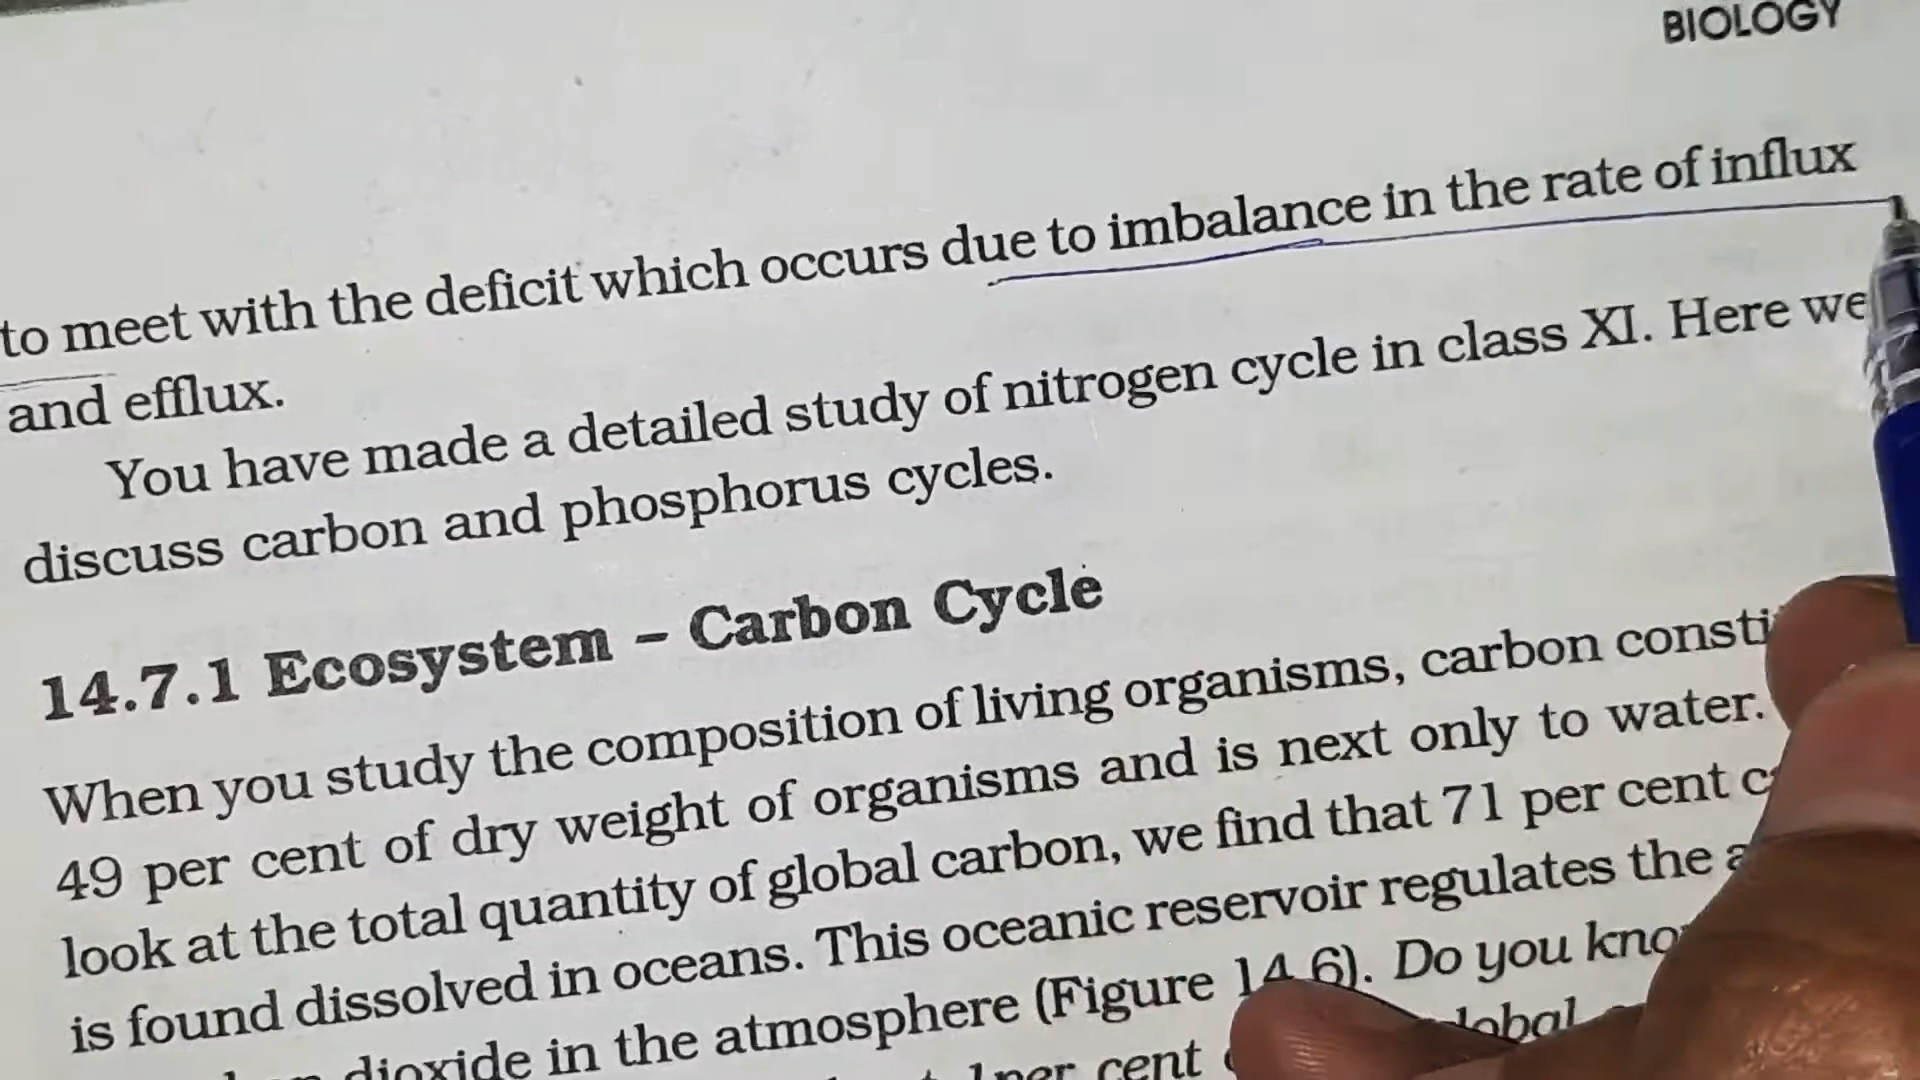 BIOLOGY
to meet with the deficit which occurs due to imbalance in the rate of influx
and efflux.
You have made a detailed study of nitrogen cycle in class XI. Here we
discuss carbon and phosphorus cycles.
14.7.1 Ecosystem – Carbon Cycle
When you study the composition of living organisms, carbon
49 per cent of dry weight of organisms and is next only to water.
look at the total quantity of global carbon, we find that 71 per cent
is found dissolved in oceans. This oceanic reservoir regulates the
dioxide in the atmosphere (Figure 14.6). Do you
per cent